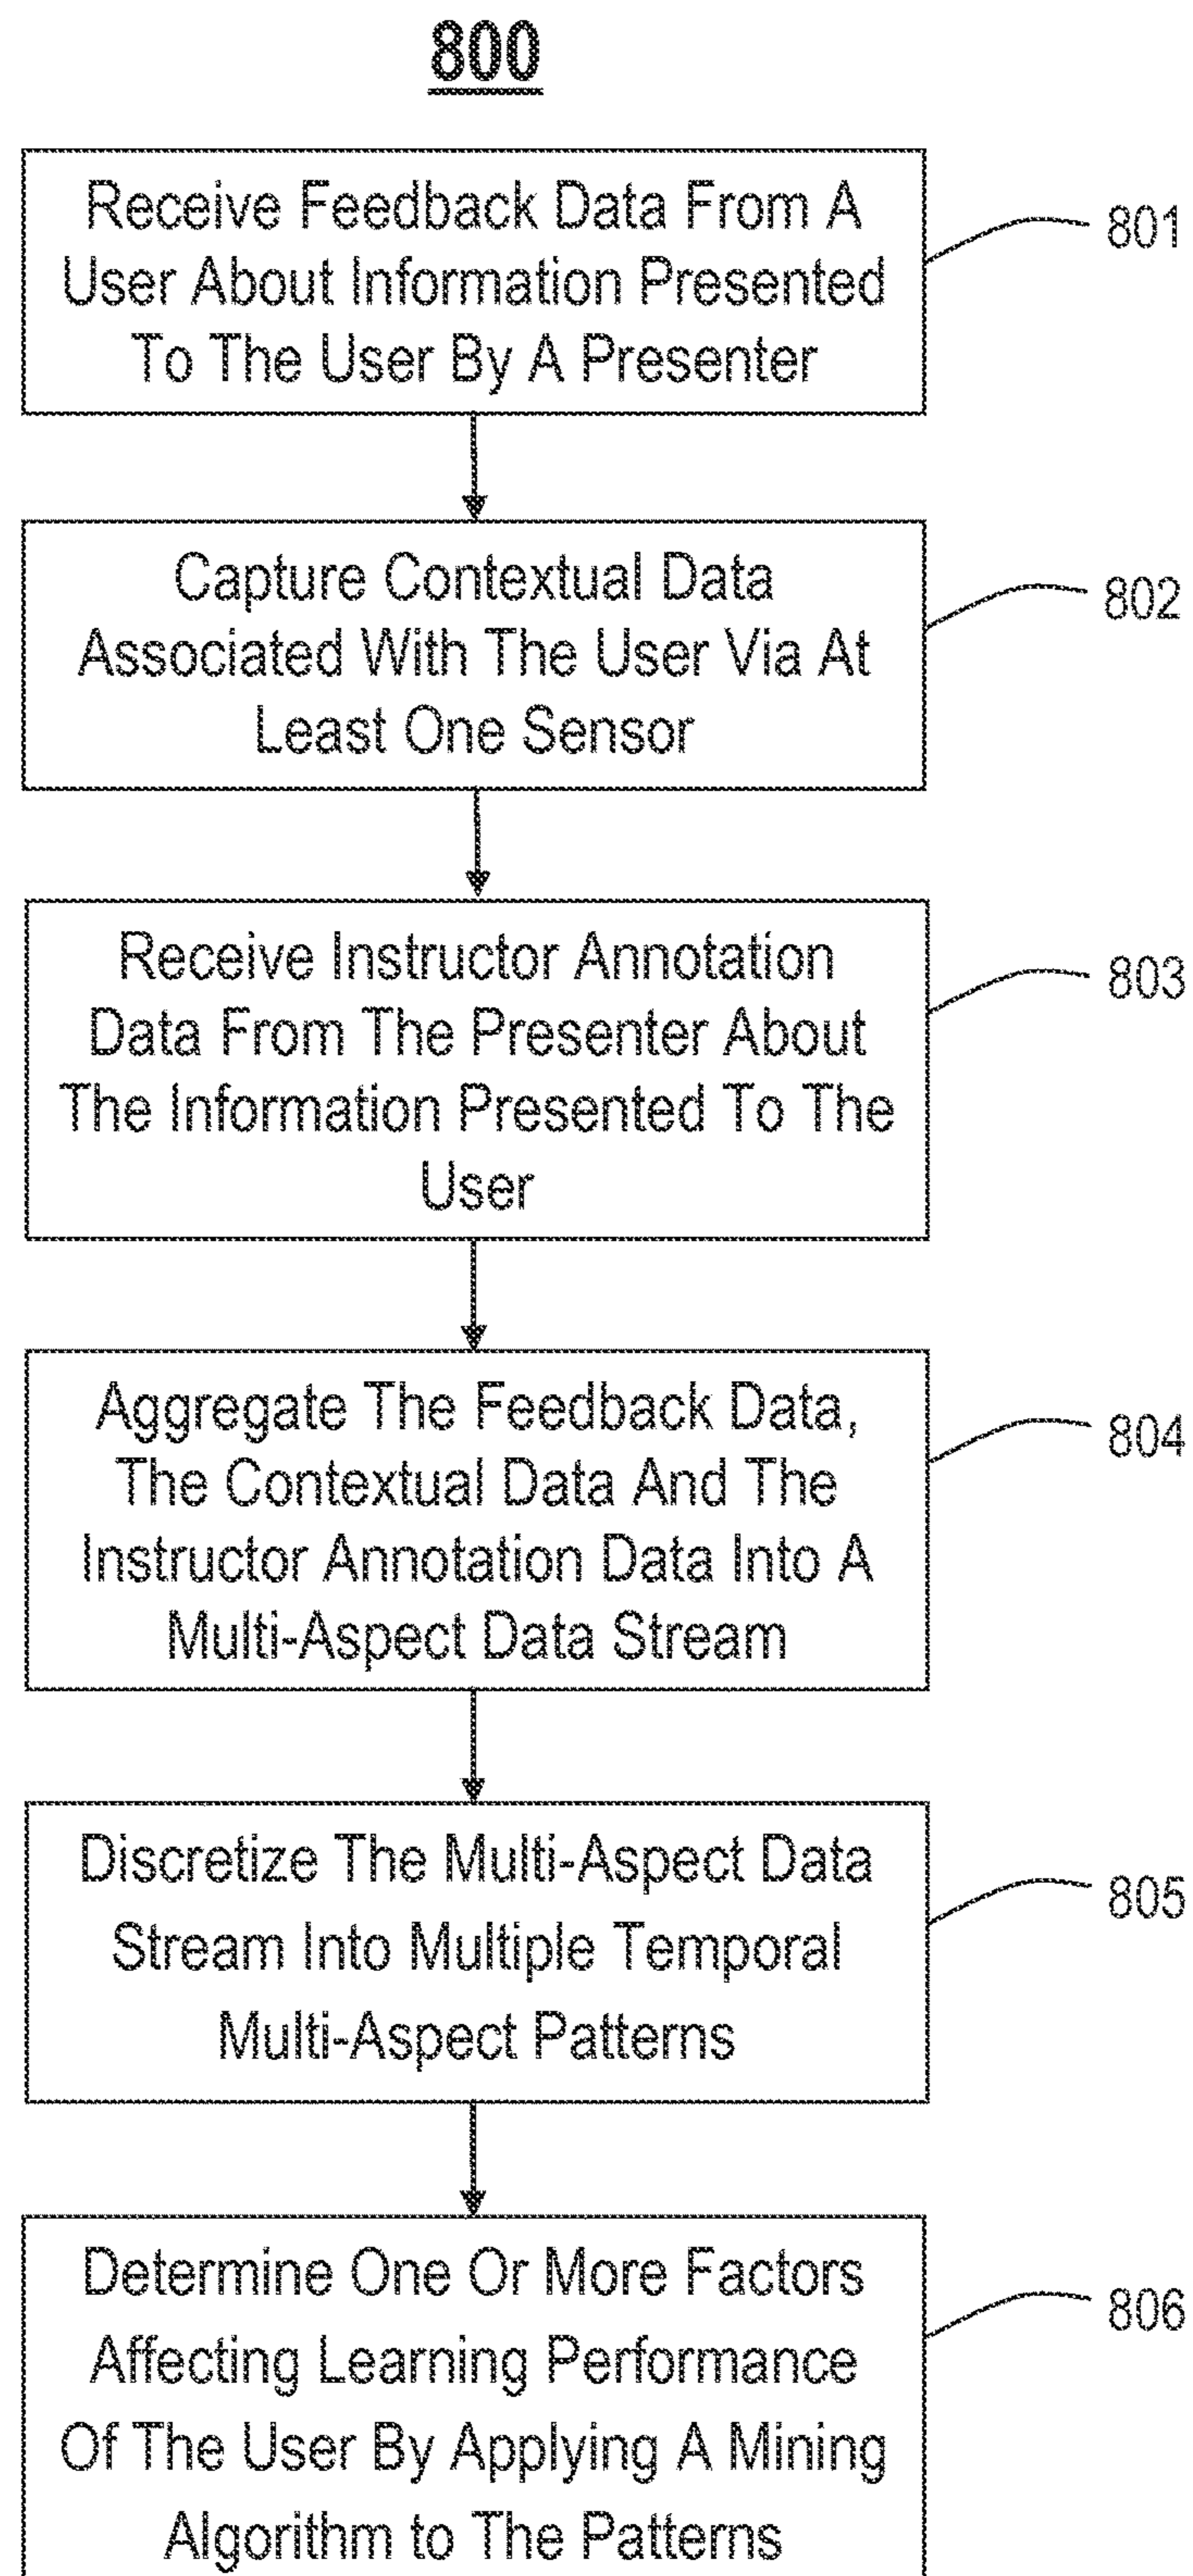 800
Receive Feedback Data From A
User About Information Presented
To The User By A Presenter
801
Capture Contextual Data
Associated With The User Via At
Least One Sensor
802
Receive Instructor Annotation
Data From The Presenter About
The Information Presented To The
User
803
Aggregate The Feedback Data,
The Contextual Data And The
Instructor Annotation Data Into A
Multi-Aspect Data Stream
804
Discretize The Multi-Aspect Data
Stream Into Multiple Temporal
Multi-Aspect Patterns
805
Determine One Or More Factors
Affecting Learning Performance
Of The User By Applying A Mining
Algorithm to The Patterns
806